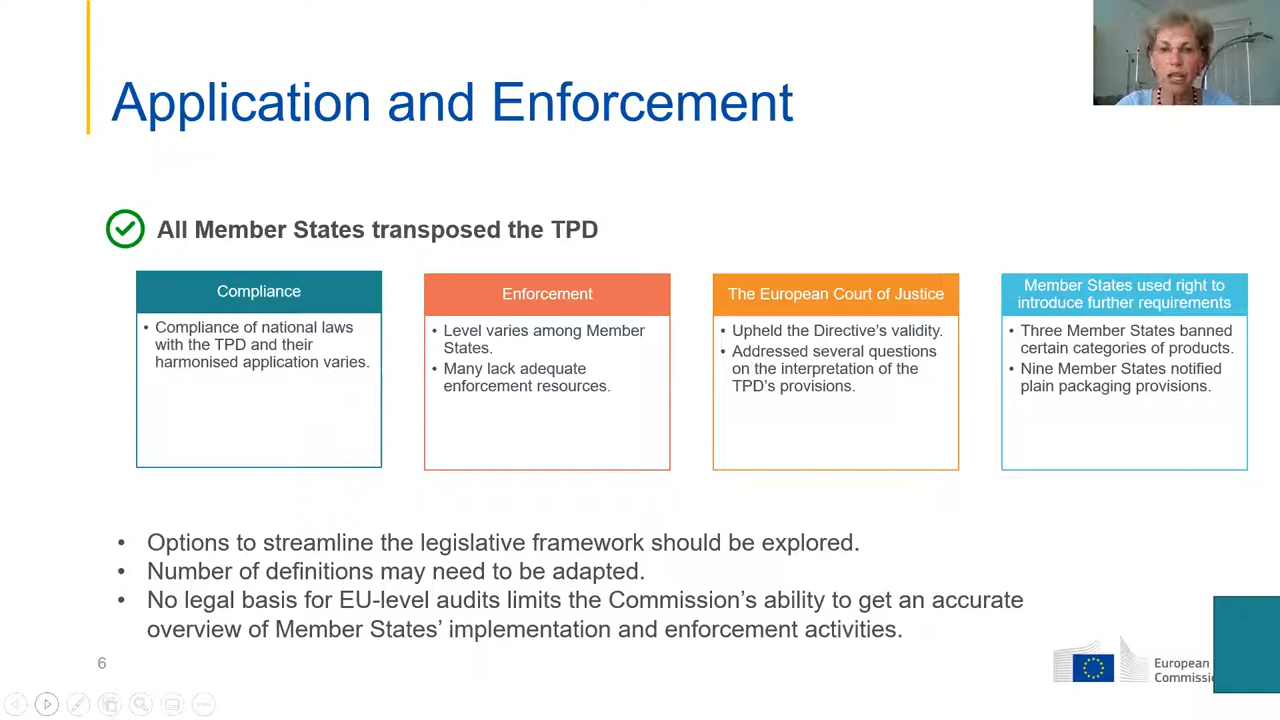 Application and Enforcement
All Member States transposed the TPD
Compliance
• Compliance of national laws
with the TPD and their
harmonised application varies.
Enforcement
• Level varies among Member
States.
• Many lack adequate
enforcement resources.
The European Court of Justice
• Upheld the Directive's validity.
• Addressed several questions
on the interpretation of the
TPD's provisions.
Member States used right to
introduce further requirements
• Three Member States banned
certain categories of products.
• Nine Member States notified
plain packaging provisions.
• Options to streamline the legislative framework should be explored.
• Number of definitions may need to be adapted.
• No legal basis for EU-level audits limits the Commission's ability to get an accurate
overview of Member States' implementation and enforcement activities.
6
European